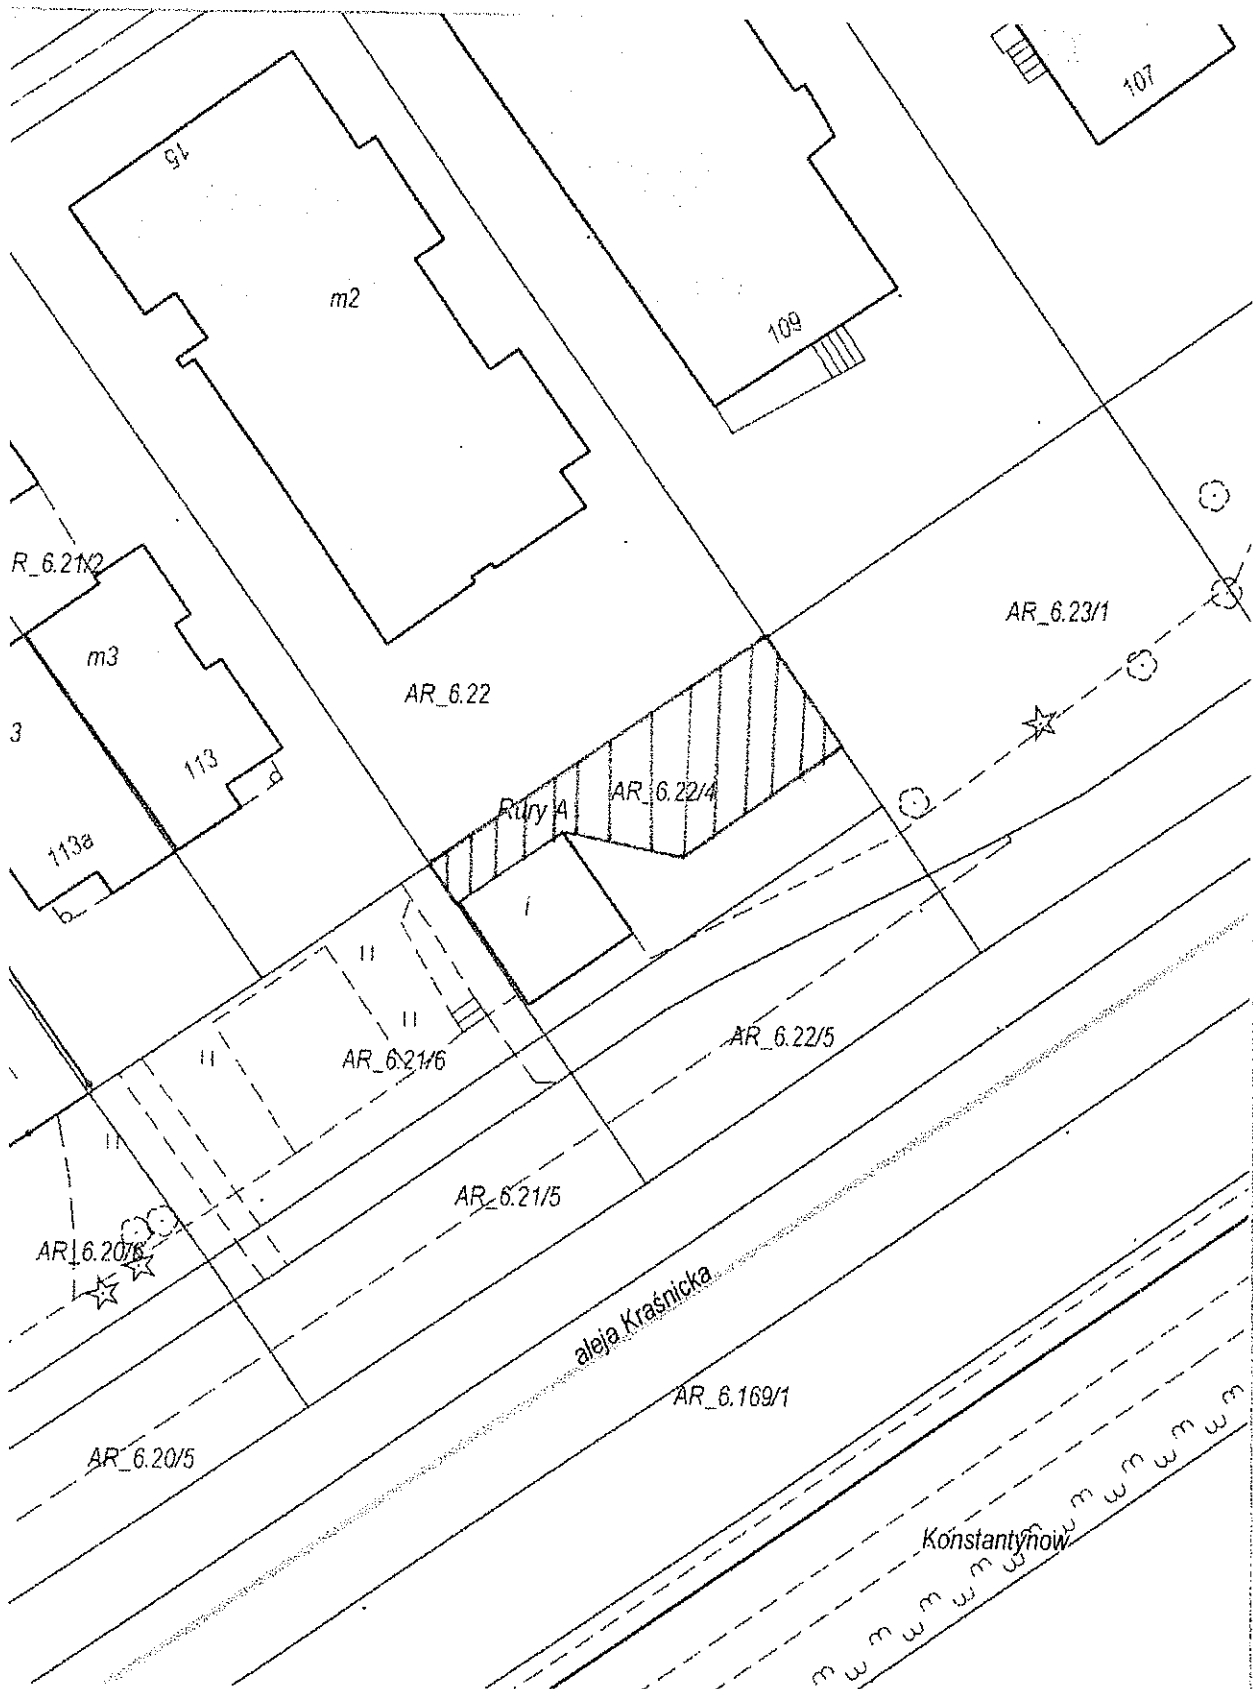 107
15
m2
109
R_6.21/2
AR_6.23/1
m3
AR_6.22
3
113
AR_6.22/4
Rury A
113a
i
AR_6.22/5
AR_6.21/6
AR_6.21/5
AR_6.20/6
aleja Kraśnicka
AR_6.169/1
AR_6.20/5
Konstantynow